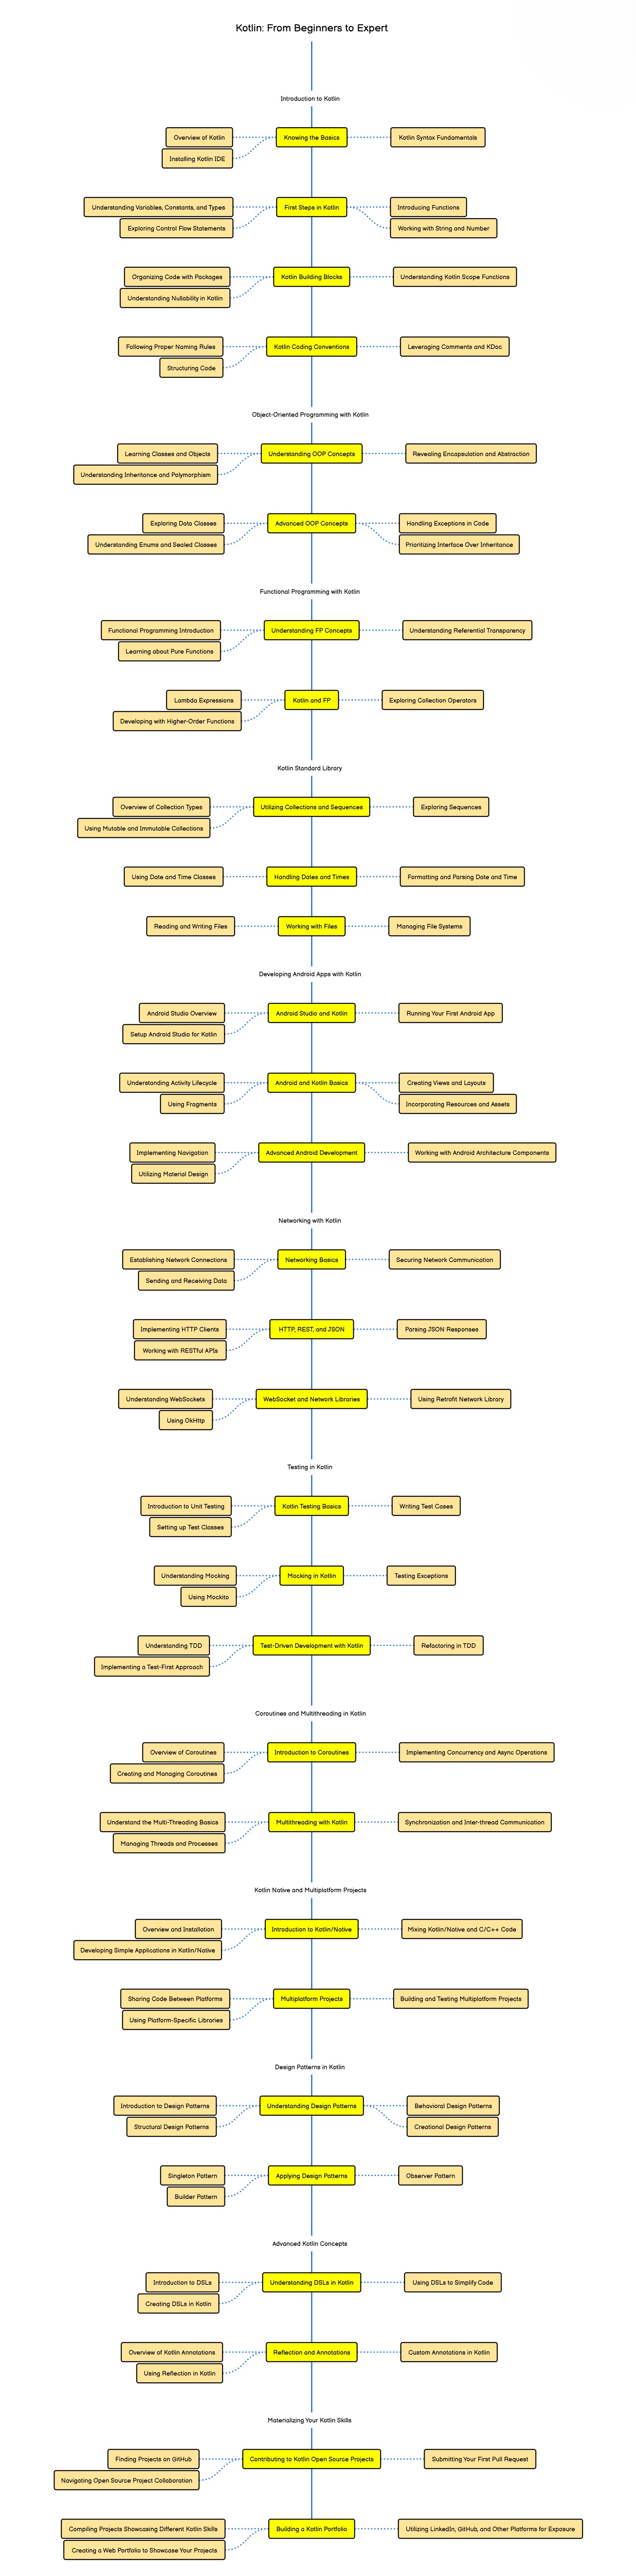 Kotlin: From Beginners to Expert
Introduction to Kotlin
Overview of Kotlin
Knowing the Basics
Kotlin Syntax Fundamentals
Installing Kotlin IDE
Understanding Variables, Constants, and Types
First Steps in Kotlin
Introducing Functions
Exploring Control Flow Statements
Working with String and Number
Organizing Code with Packages
Kotlin Building Blocks
Understanding Kotlin Scope Functions
Understanding Nullability in Kotlin
Following Proper Naming Rules
Kotlin Coding Conventions
Leveraging Comments and KDoc
Structuring Code
Object-Oriented Programming with Kotlin
Learning Classes and Objects
Understanding OOP Concepts
Revealing Encapsulation and Abstraction
Understanding Inheritance and Polymorphism
Exploring Data Classes
Advanced OOP Concepts
Handling Exceptions in Code
Understanding Enums and Sealed Classes
Prioritizing Interface Over Inheritance
Functional Programming with Kotlin
Functional Programming Introduction
Understanding FP Concepts
Understanding Referential Transparency
Learning about Pure Functions
Lambda Expressions
Kotlin and FP
Exploring Collection Operators
Developing with Higher-Order Functions
Kotlin Standard Library
Overview of Collection Types
Utilizing Collections and Sequences
Exploring Sequences
Using Mutable and Immutable Collections
Using Date and Time Classes
Handling Dates and Times
Formatting and Parsing Date and Time
Reading and Writing Files
Working with Files
Managing File Systems
Developing Android Apps with Kotlin
Android Studio Overview
Android Studio and Kotlin
Running Your First Android App
Setup Android Studio for Kotlin
Understanding Activity Lifecycle
Android and Kotlin Basics
Creating Views and Layouts
Using Fragments
Incorporating Resources and Assets
Implementing Navigation
Advanced Android Development
Working with Android Architecture Components
Utilizing Material Design
Networking with Kotlin
Establishing Network Connections
Networking Basics
Securing Network Communication
Sending and Receiving Data
Implementing HTTP Clients
HTTP, REST, and JSON
Parsing JSON Responses
Working with RESTful APIs
Understanding WebSockets
WebSocket and Network Libraries
Using Retrofit Network Library
Using OkHttp
Testing in Kotlin
Introduction to Unit Testing
Kotlin Testing Basics
Writing Test Cases
Setting up Test Classes
Understanding Mocking
Mocking in Kotlin
Testing Exceptions
Using Mockito
Understanding TDD
Test-Driven Development with Kotlin
Refactoring in TDD
Implementing a Test-First Approach
Coroutines and Multithreading in Kotlin
Overview of Coroutines
Introduction to Coroutines
Implementing Concurrency and Async Operations
Creating and Managing Coroutines
Understand the Multi-Threading Basics
Multithreading with Kotlin
Synchronization and Inter-thread Communication
Managing Threads and Processes
Kotlin Native and Multiplatform Projects
Overview and Installation
Introduction to Kotlin/Native
Mixing Kotlin/Native and C/C++ Code
Developing Simple Applications in Kotlin/Native
Sharing Code Between Platforms
Multiplatform Projects
Building and Testing Multiplatform Projects
Using Platform-Specific Libraries
Design Patterns in Kotlin
Introduction to Design Patterns
Understanding Design Patterns
Behavioral Design Patterns
Structural Design Patterns
Creational Design Patterns
Singleton Pattern
Applying Design Patterns
Observer Pattern
Builder Pattern
Advanced Kotlin Concepts
Introduction to DSLs
Understanding DSLs in Kotlin
Using DSLs to Simplify Code
Creating DSLs in Kotlin
Overview of Kotlin Annotations
Reflection and Annotations
Custom Annotations in Kotlin
Using Reflection in Kotlin
Materializing Your Kotlin Skills
Finding Projects on GitHub
Contributing to Kotlin Open Source Projects
Submitting Your First Pull Request
Navigating Open Source Project Collaboration
Compiling Projects Showcasing Different Kotlin Skills
Building a Kotlin Portfolio
Utilizing LinkedIn, GitHub, and Other Platforms for Exposure
Creating a Web Portfolio to Showcase Your Projects